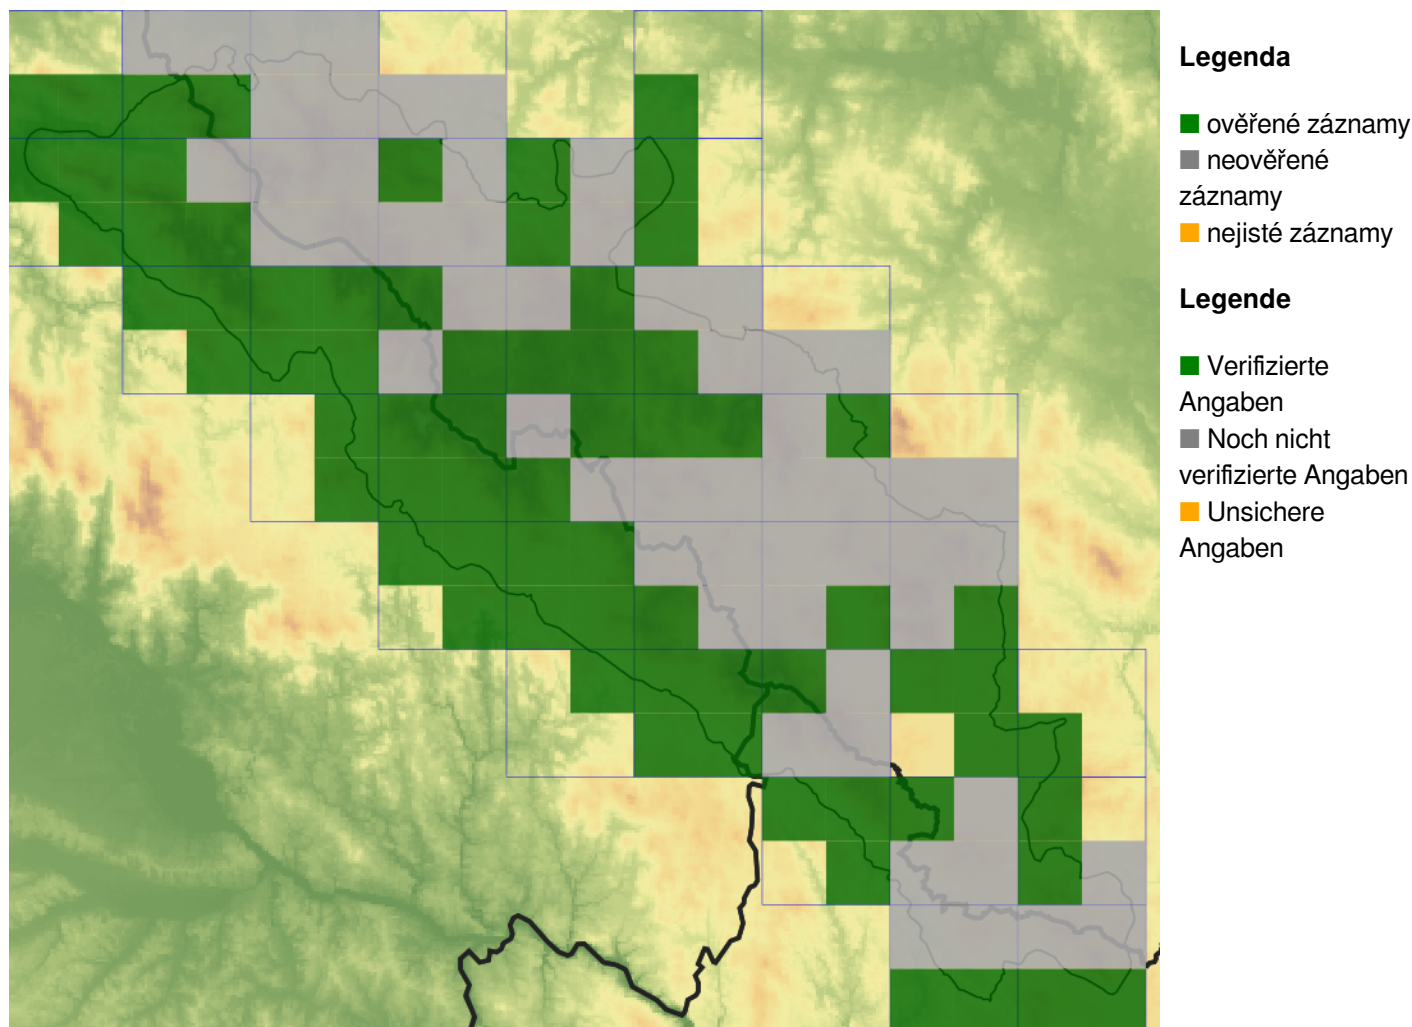 Legenda
ověřené záznamy
neověřené
záznamy
nejisté záznamy
Legende
Verifizierte
Angaben
Noch nicht
verifizierte Angaben
Unsichere
Angaben